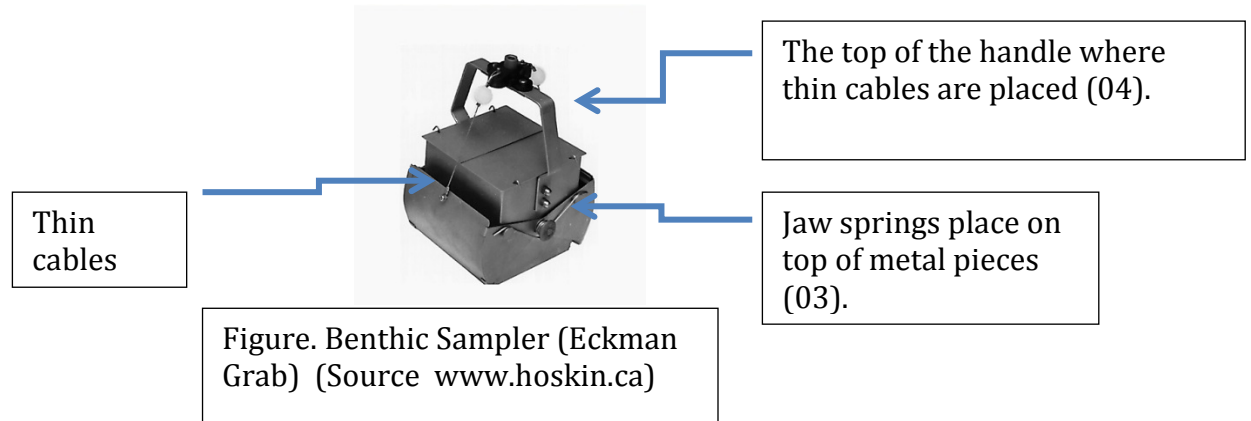 The top of the handle where
thin cables are placed (04).
Thin
cables
Jaw springs place on
top of metal pieces
(03).
Figure. Benthic Sampler (Eckman
Grab) (Source www.hoskin.ca)